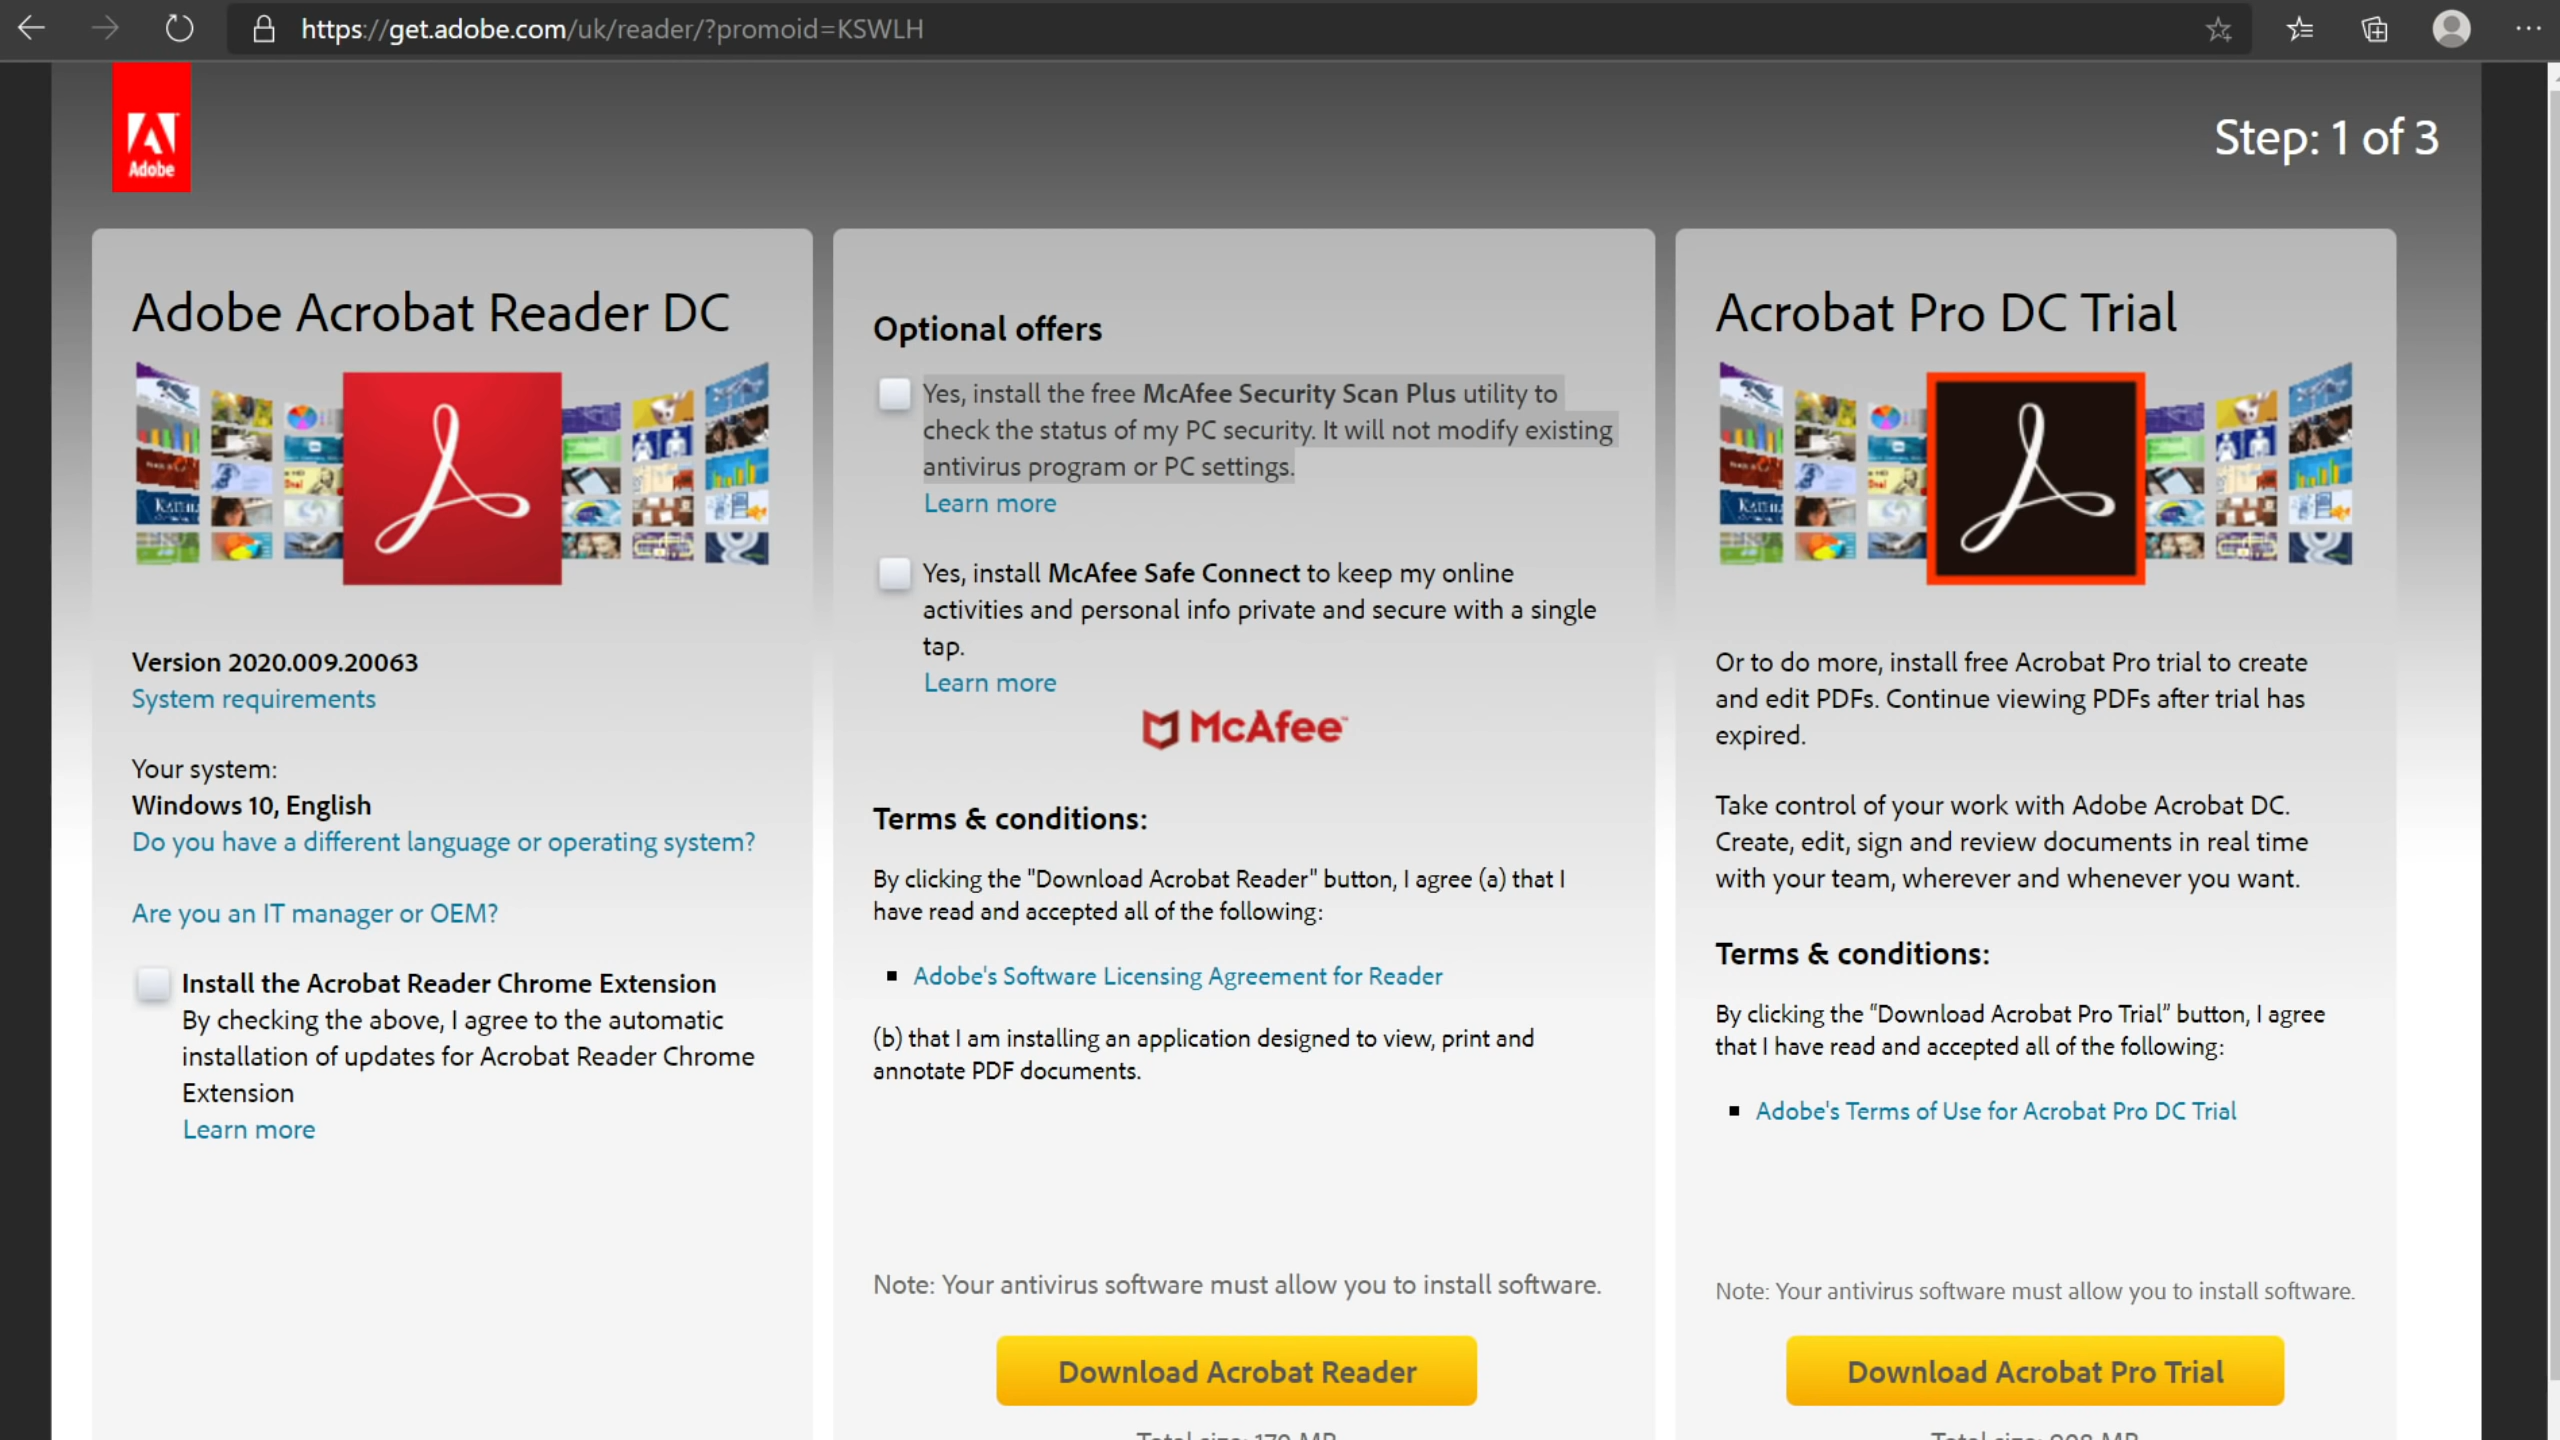 https://get.adobe.com/uk/reader/?promoid=KSWLH
Adobe
Step: 1 of 3
Adobe Acrobat Reader DC
Version 2020.009.20063
System requirements
Your system:
Windows 10, English
Do you have a different language or operating system?
Are you an IT manager or OEM?
Install the Acrobat Reader Chrome Extension
By checking the above, I agree to the automatic
installation of updates for Acrobat Reader Chrome
Extension
Learn more
Optional offers
Yes, install the free McAfee Security Scan Plus utility to
check the status of my PC security. It will not modify existing
antivirus program or PC settings.
Learn more
Yes, install McAfee Safe Connect to keep my online
activities and personal info private and secure with a single
tap.
Learn more
McAfee™
Terms & conditions:
By clicking the "Download Acrobat Reader" button, I agree (a) that I
have read and accepted all of the following:
Adobe's Software Licensing Agreement for Reader
(b) that I am installing an application designed to view, print and
annotate PDF documents.
Note: Your antivirus software must allow you to install software.
Download Acrobat Reader
Acrobat Pro DC Trial
Or to do more, install free Acrobat Pro trial to create
and edit PDFs. Continue viewing PDFs after trial has
expired.
Take control of your work with Adobe Acrobat DC.
Create, edit, sign and review documents in real time
with your team, wherever and whenever you want.
Terms & conditions:
By clicking the “Download Acrobat Pro Trial” button, I agree
that I have read and accepted all of the following:
Adobe's Terms of Use for Acrobat Pro DC Trial
Note: Your antivirus software must allow you to install software.
Download Acrobat Pro Trial